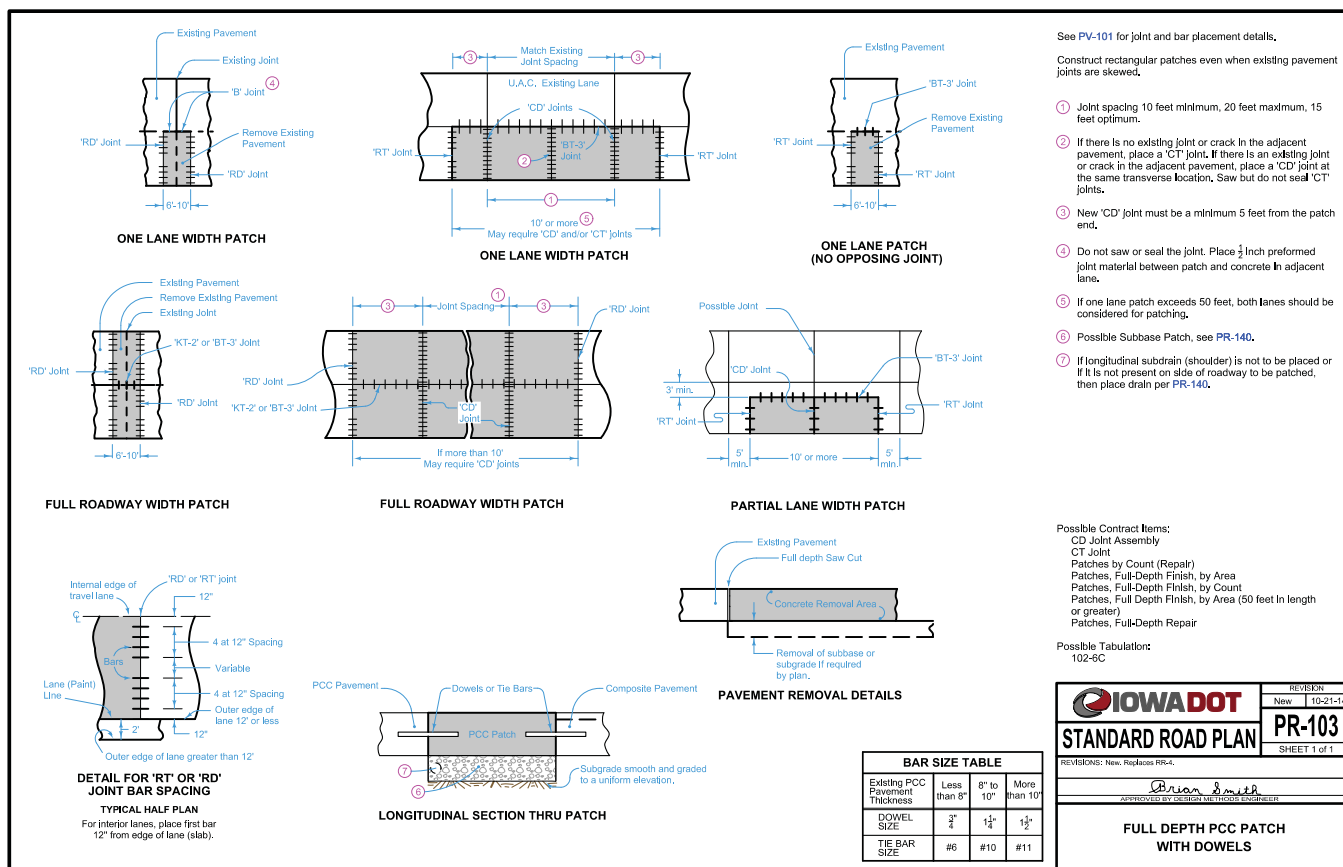 Existing Pavement
Existing Joint
'B' Joint 4
'RD' Joint
Remove Existing
Pavement
'RD' Joint
6'-10'
ONE LANE WIDTH PATCH
3
Match Existing
Joint Spacing
3
U.A.C. Existing Lane
'CD' Joints
'RT' Joint
2
'BT-3'
Joint
'RT' Joint
1
10' or more 5
May require 'CD' and/or 'CT' joints
ONE LANE WIDTH PATCH
Existing Pavement
'BT-3'
Joint
'RT' Joint
Remove Existing
Pavement
'RT' Joint
6'-10'
ONE LANE PATCH
(NO OPPOSING JOINT)
Existing Pavement
Remove Existing Pavement
Existing Joint
'KT-2' or 'BT-3' Joint
'RD' Joint
'RD' Joint
6'-10'
FULL ROADWAY WIDTH PATCH
1
3
Joint Spacing
3
'RD' Joint
'RD' Joint
'KT-2' or 'BT-3' Joint
'CD'
Joint
If more than 10'
May require 'CD' joints
FULL ROADWAY WIDTH PATCH
Possible Joint
'BT-3' Joint
'CD' Joint
3'
min.
'RT' Joint
'RT'
Joint
5'
min.
10' or more
5'
min.
PARTIAL LANE WIDTH PATCH
'RD' or 'RT' joint
Internal edge of
travel lane
12"
℄
4 at 12" Spacing
Bars
Variable
Lane (Paint)
Line
4 at 12" Spacing
Outer edge of
lane 12' or less
2'
12"
Outer edge of lane greater than 12'
DETAIL FOR 'RT' OR 'RD'
JOINT BAR SPACING
TYPICAL HALF PLAN
For interior lanes, place first bar
12" from edge of lane (slab).
PCC Pavement
Dowels or Tie Bars
Composite Pavement
PCC Patch
7
6
Subgrade smooth and graded
to a uniform elevation.
LONGITUDINAL SECTION THRU PATCH
Existing Pavement
Full depth Saw Cut
Concrete Removal Area
Removal of subbase or
subgrade if required
by plan.
PAVEMENT REMOVAL DETAILS
See PV-101 for joint and bar placement details.
Construct rectangular patches even when existing pavement
joints are skewed.
1 Joint spacing 10 feet minimum, 20 feet maximum, 15
feet optimum.
2 If there is no existing joint or crack in the adjacent
pavement, place a 'CT' joint. If there is an existing joint
or crack in the adjacent pavement, place a 'CD' joint at
the same transverse location. Saw but do not seal 'CT'
joints.
3 New 'CD' joint must be a minimum 5 feet from the patch
end.
4 Do not saw or seal the joint. Place 1/2 inch preformed
joint material between patch and concrete in adjacent
lane.
5 If one lane patch exceeds 50 feet, both lanes should be
considered for patching.
6 Possible Subbase Patch, see PR-140.
7 If longitudinal subdrain (shoulder) is not to be placed or
If it is not present on side of roadway to be patched,
then place drain per PR-140.
Possible Contract Items:
CD Joint Assembly
CT Joint
Patches by Count (Repair)
Patches, Full-Depth Finish, by Area
Patches, Full Depth Finish, by Count
Patches, Full Depth Finish, by Area (50 feet in length
or greater)
Patches, Full-Depth Repair
Possible Tabulation:
102-6C
BAR SIZE TABLE
Existing PCC
Pavement
Thickness
Less
than 8"
8" to
10"
More
than 10"
DOWEL
SIZE
3/4"
1 1/4"
1 1/2"
TIE BAR
SIZE
#6
#10
#11
IOWADOT
STANDARD ROAD PLAN
REVISION
New 10-21-14
PR-103
SHEET 1 of 1
REVISIONS: New. Replaces RR-4.
Brian Smith
APPROVED BY DESIGN METHODS ENGINEER
FULL DEPTH PCC PATCH
WITH DOWELS